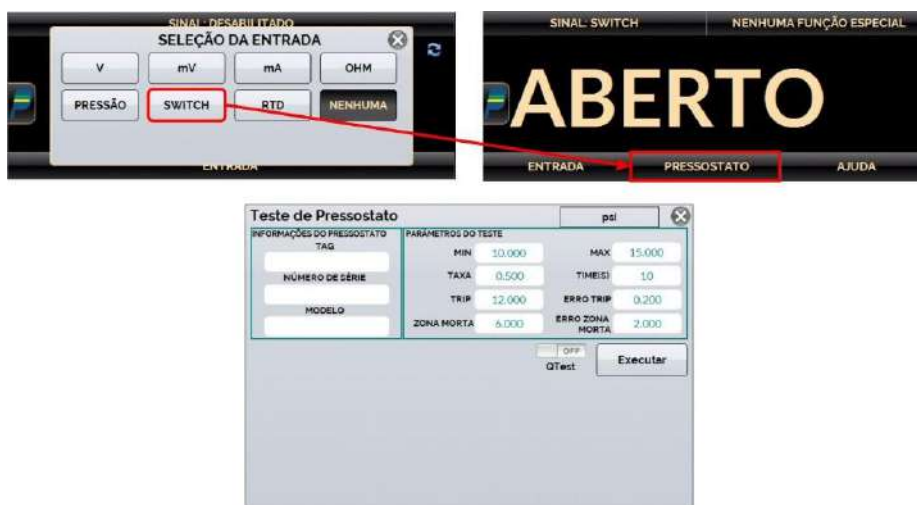 SINAL: DESABILITADO
SELEÇÃO DA ENTRADA
V mV mA OHM
PRESSÃO SWITCH RTD NENHUMA
ENTRADA
SINAL: SWITCH NENHUMA FUNÇÃO ESPECIAL
ABERTO
ENTRADA PRESSOSTATO AJUDA
Teste de Pressostato psi
INFORMAÇÕES DO PRESSOSTATO PARÂMETROS DO TESTE
TAG
MIN 10.000 MAX 15.000
NÚMERO DE SÉRIE
TAXA 0.500 TIME(S) 10
MODELO
TRIP 12.000 ERRO TRIP 0.200
ZONA MORTA 6.000 ERRO ZONA MORTA 2.000
OFF
QTest
Executar